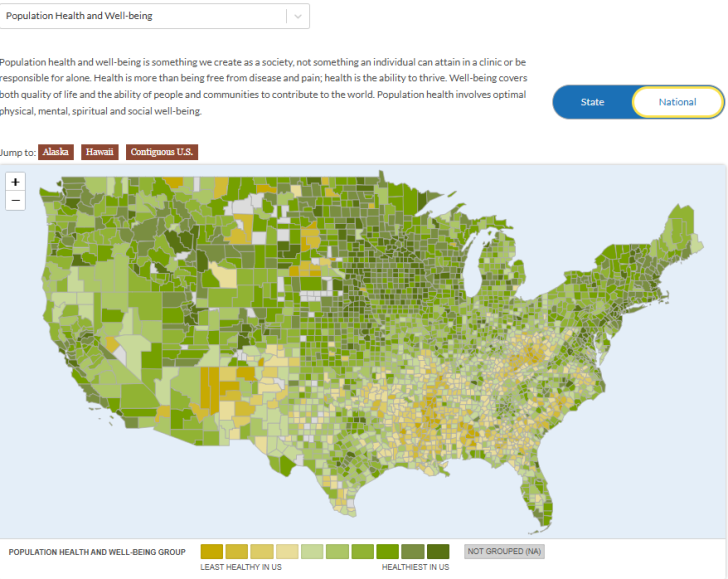 Population Health and Well-being
Population health and well-being is something we create as a society, not something an individual can attain in a clinic or be
responsible for alone. Health is more than being free from disease and pain; health is the ability to thrive. Well-being covers
both quality of life and the ability of people and communities to contribute to the world. Population health involves optimal
physical, mental, spiritual and social well-being.
State
National
Jump to: Alaska Hawaii Contiguous U.S.
+
−
POPULATION HEALTH AND WELL-BEING GROUP
NOT GROUPED (NA)
LEAST HEALTHY IN US
HEALTHIEST IN US